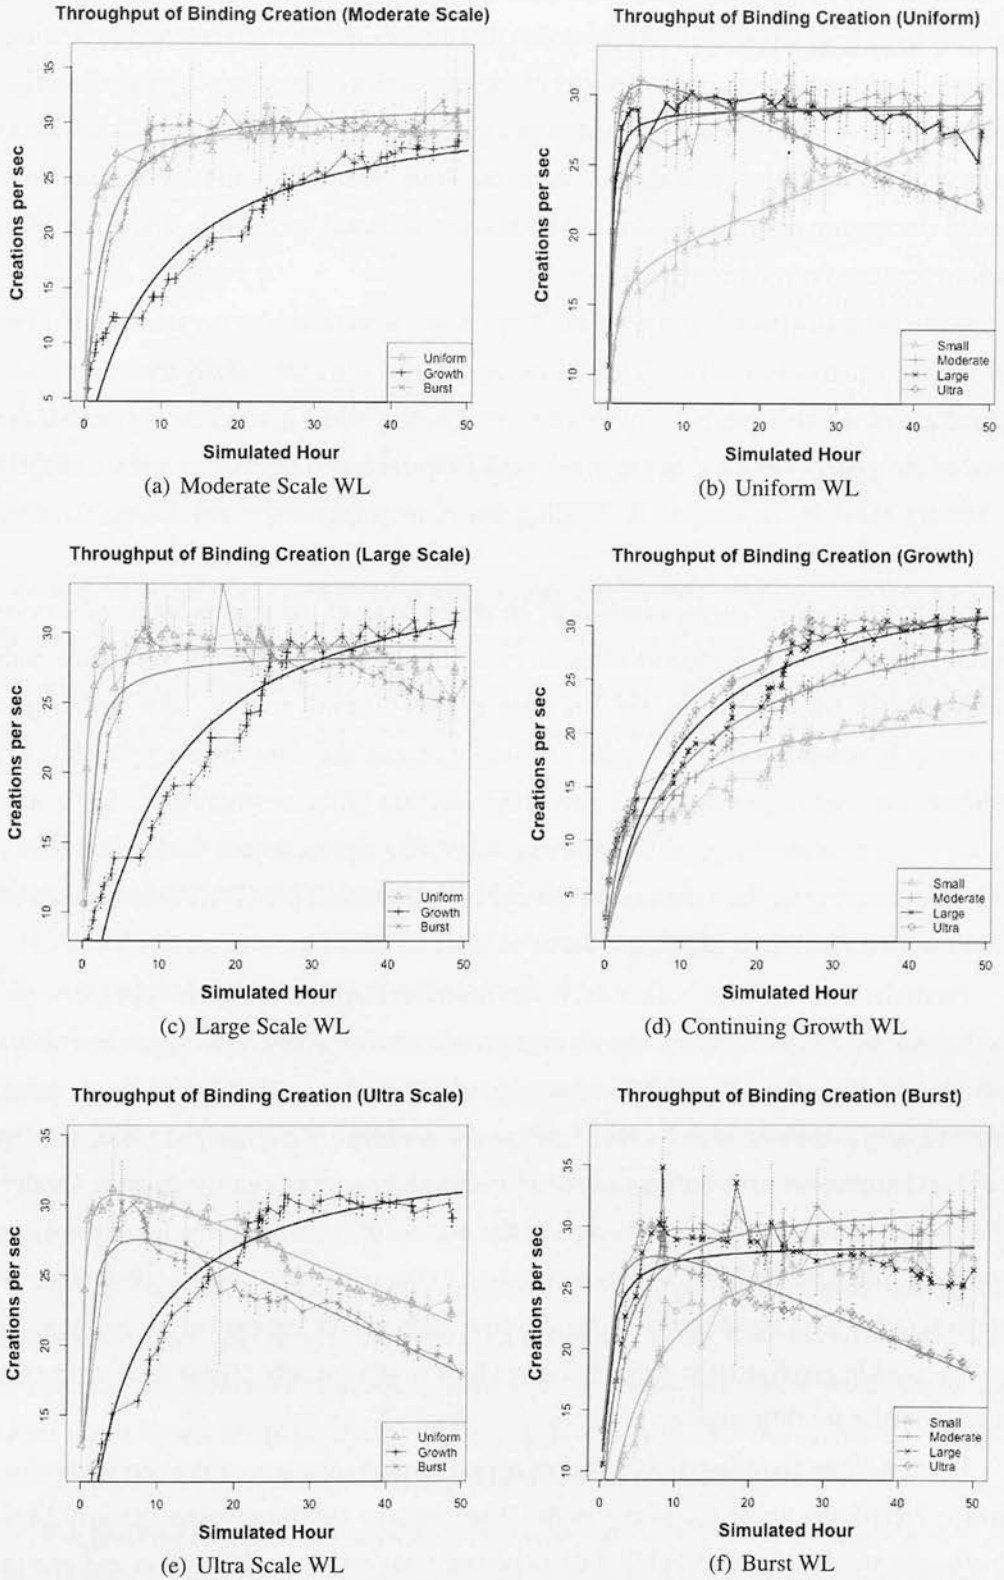 Throughput of Binding Creation (Moderate Scale)
Creations per sec
35
30
25
20
15
10
5
0
10
20
30
40
50
Uniform
Growth
Burst
Simulated Hour
(a) Moderate Scale WL
Throughput of Binding Creation (Uniform)
Creations per sec
30
25
20
15
10
0
10
20
30
40
50
Small
Moderate
Large
Ultra
Simulated Hour
(b) Uniform WL
Throughput of Binding Creation (Large Scale)
Creations per sec
30
25
20
15
10
0
10
20
30
40
50
Uniform
Growth
Burst
Simulated Hour
(c) Large Scale WL
Throughput of Binding Creation (Growth)
Creations per sec
30
25
20
15
10
5
0
10
20
30
40
50
Small
Moderate
Large
Ultra
Simulated Hour
(d) Continuing Growth WL
Throughput of Binding Creation (Ultra Scale)
Creations per sec
35
30
25
20
15
0
10
20
30
40
50
Uniform
Growth
Burst
Simulated Hour
(e) Ultra Scale WL
Throughput of Binding Creation (Burst)
Creations per sec
35
30
25
20
15
10
0
10
20
30
40
50
Small
Moderate
Large
Ultra
Simulated Hour
(f) Burst WL